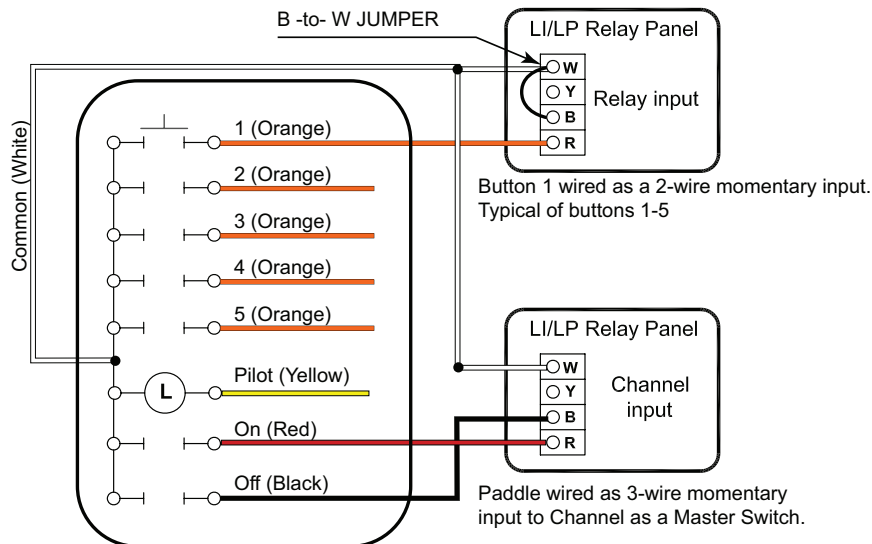 B -to- W JUMPER
LI/LP Relay Panel
W
Y
B
R
Relay input
Button 1 wired as a 2-wire momentary input.
Typical of buttons 1-5
Common (White)
1 (Orange)
2 (Orange)
3 (Orange)
4 (Orange)
5 (Orange)
L
Pilot (Yellow)
On (Red)
Off (Black)
LI/LP Relay Panel
W
Y
B
R
Channel
input
Paddle wired as 3-wire momentary
input to Channel as a Master Switch.